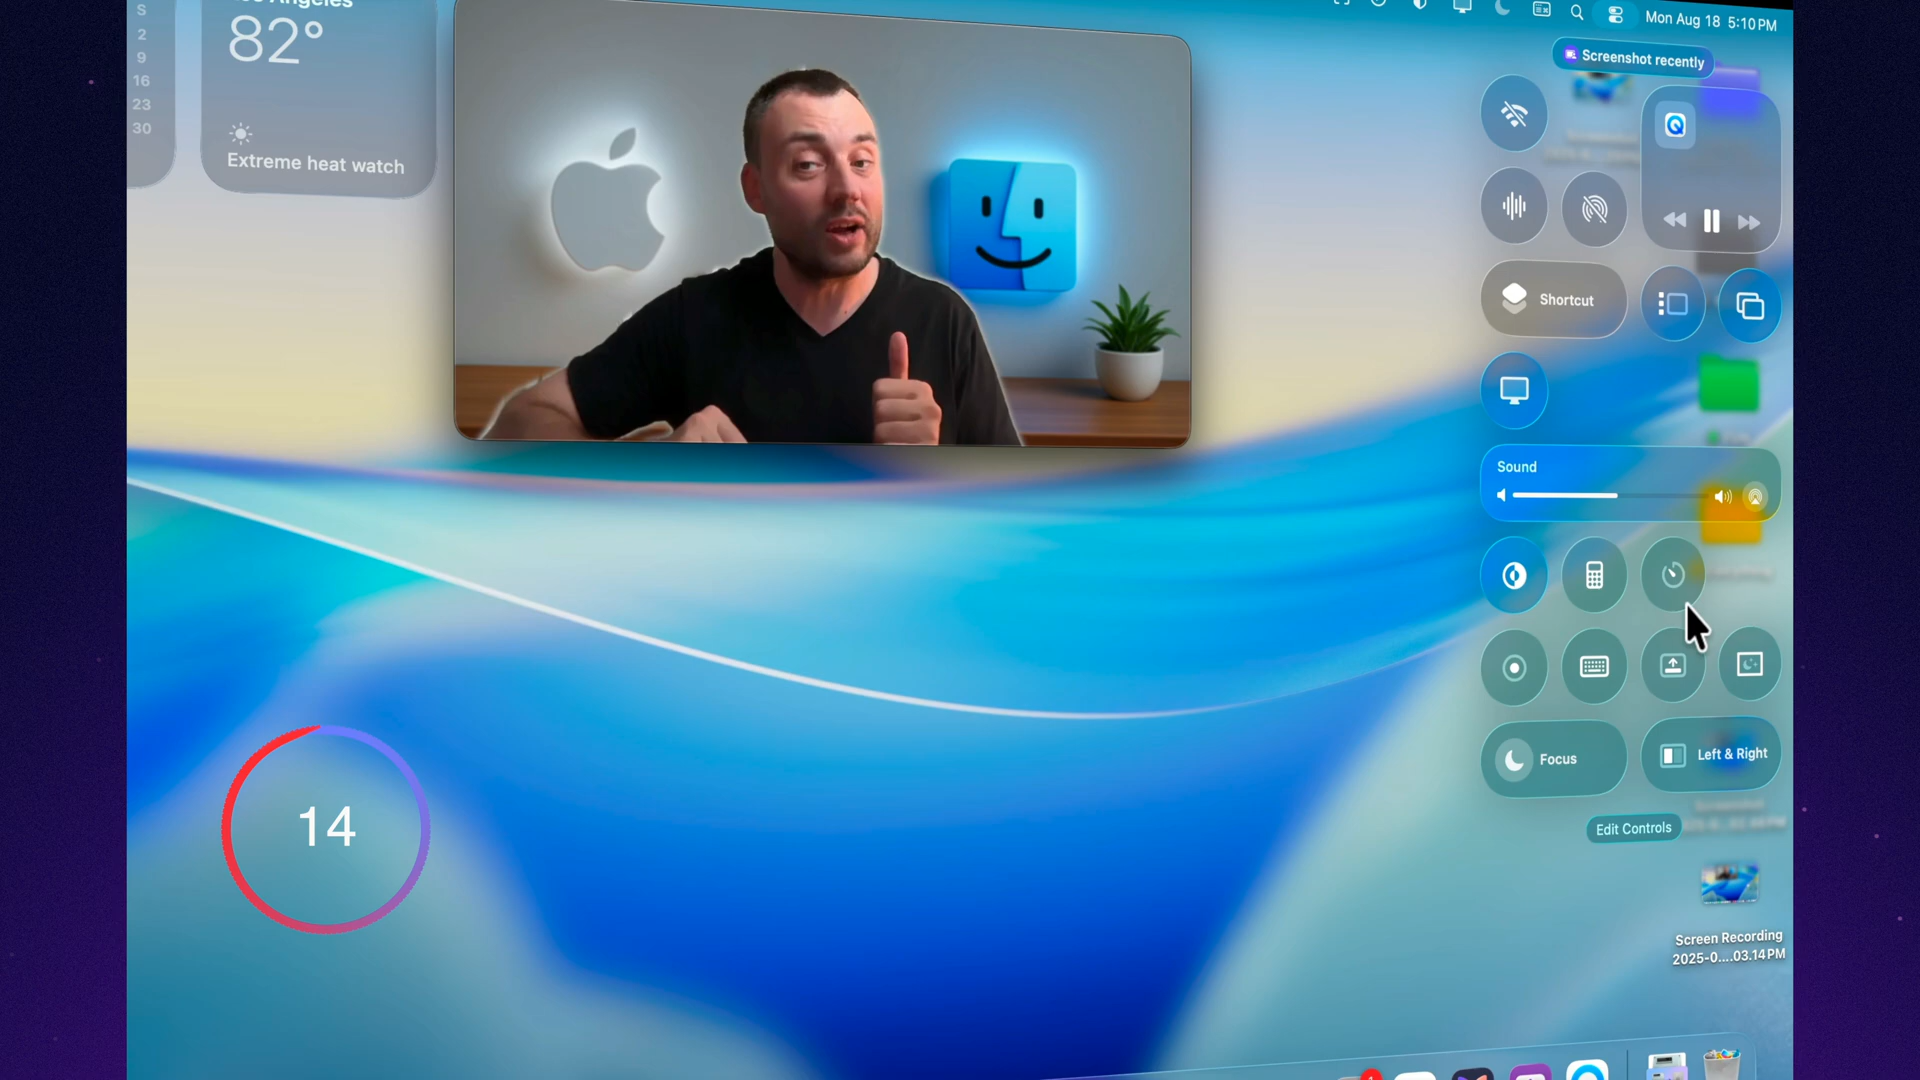 S
2
9
16
23
30
82°
Extreme heat watch
Mon Aug 18 5:10 PM
Screenshot recently
Shortcut
Sound
Focus
Left & Right
Edit Controls
14
Screen Recording
2025-0....03.14 PM